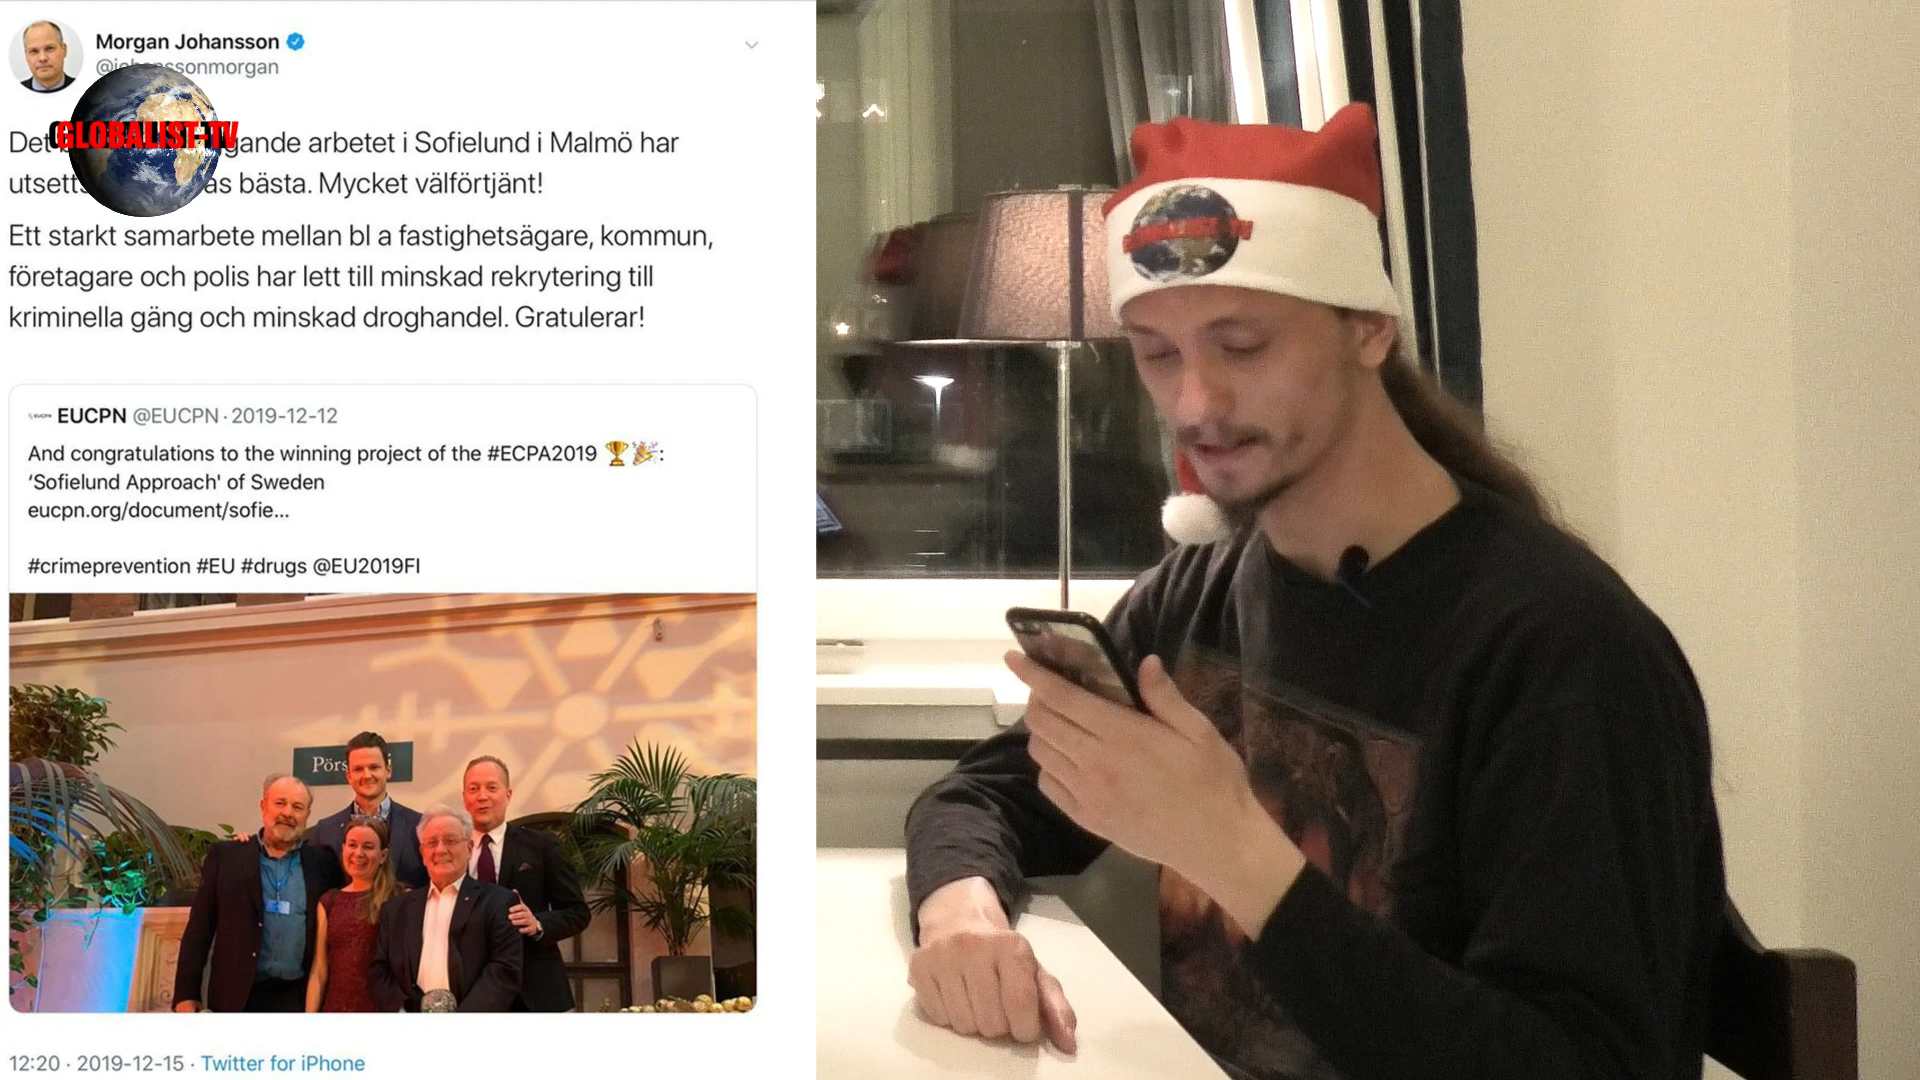 Morgan Johansson
@johanssonmorgan
GLOBALIST-TV
Det gande arbetet i Sofielund i Malmö har
utsetts as bästa. Mycket välförtjänt!
Ett starkt samarbete mellan bl a fastighetsägare, kommun,
företagare och polis har lett till minskad rekrytering till
kriminella gäng och minskad droghandel. Gratulerar!
EUCPN @EUCPN · 2019-12-12
And congratulations to the winning project of the #ECPA2019 🏆🎉:
‘Sofielund Approach' of Sweden
eucpn.org/document/sofie...
#crimeprevention #EU #drugs @EU2019FI
Pörs i
12:20 · 2019-12-15 · Twitter for iPhone